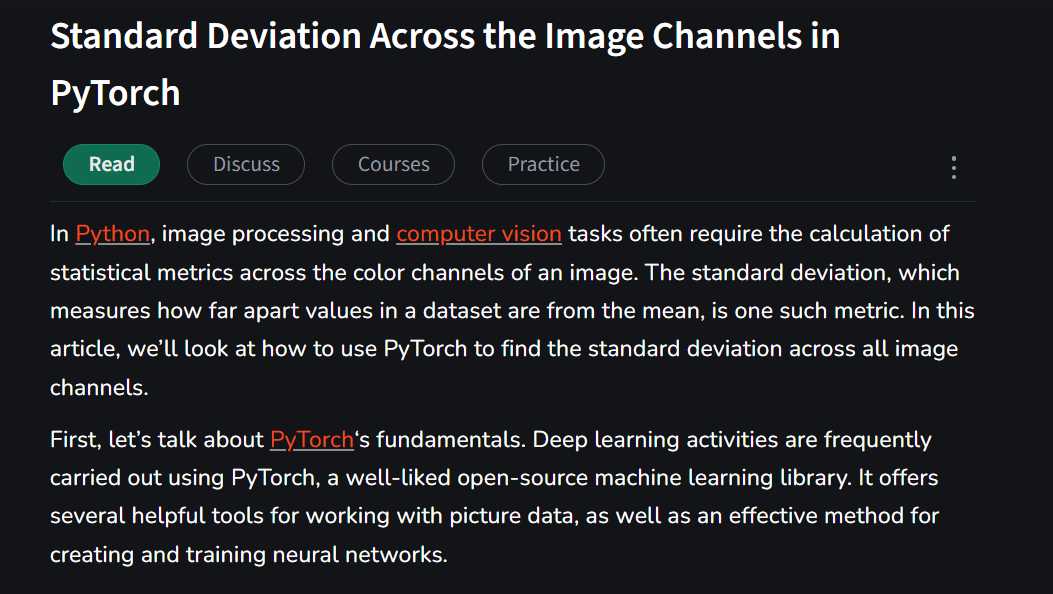 Standard Deviation Across the Image Channels in
PyTorch
Read
Discuss
Courses
Practice
In Python, image processing and computer vision tasks often require the calculation of
statistical metrics across the color channels of an image. The standard deviation, which
measures how far apart values in a dataset are from the mean, is one such metric. In this
article, we’ll look at how to use PyTorch to find the standard deviation across all image
channels.
First, let’s talk about PyTorch‘s fundamentals. Deep learning activities are frequently
carried out using PyTorch, a well-liked open-source machine learning library. It offers
several helpful tools for working with picture data, as well as an effective method for
creating and training neural networks.